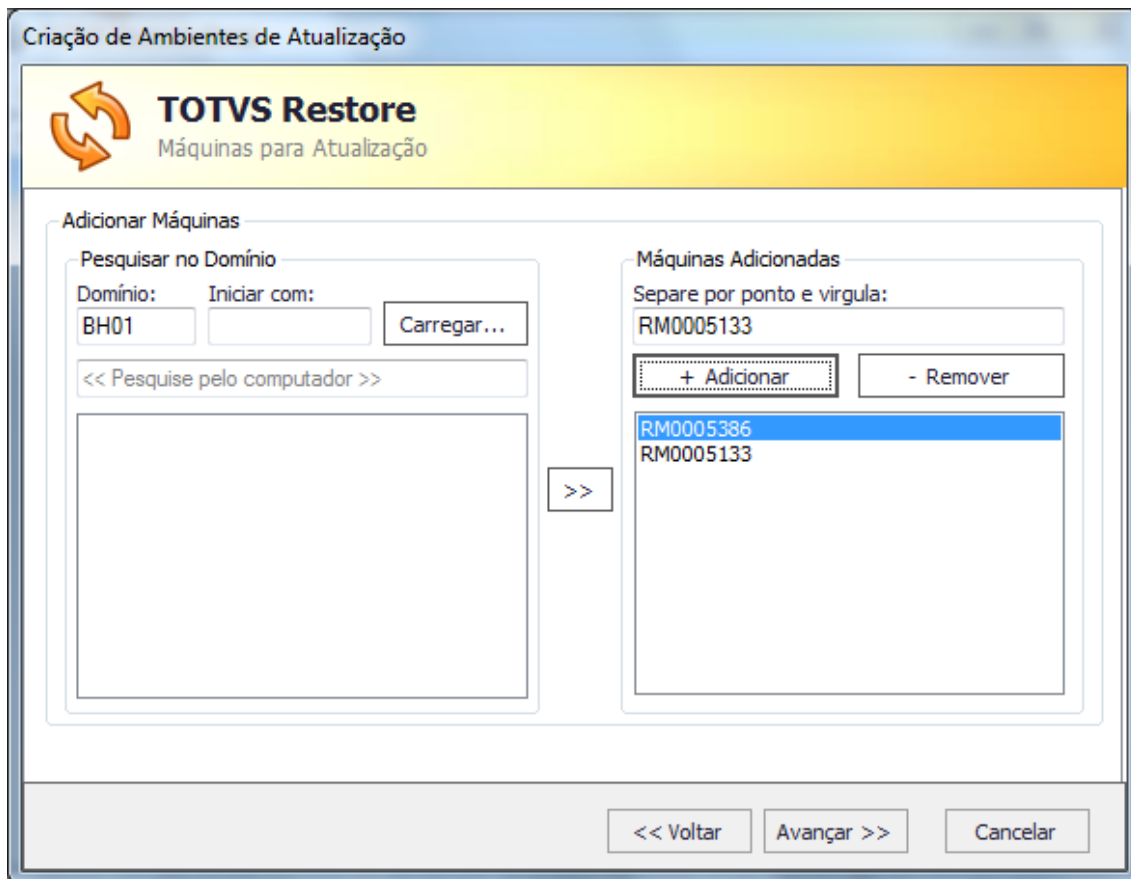 Criação de Ambientes de Atualização
TOTVS Restore
Máquinas para Atualização
Adicionar Máquinas
Pesquisar no Domínio
Domínio: Iniciar com:
BH01
Carregar...
<< Pesquise pelo computador >>
>>
Máquinas Adicionadas
Separe por ponto e virgula:
RM0005133
+ Adicionar - Remover
RM0005386
RM0005133
<< Voltar Avançar >> Cancelar